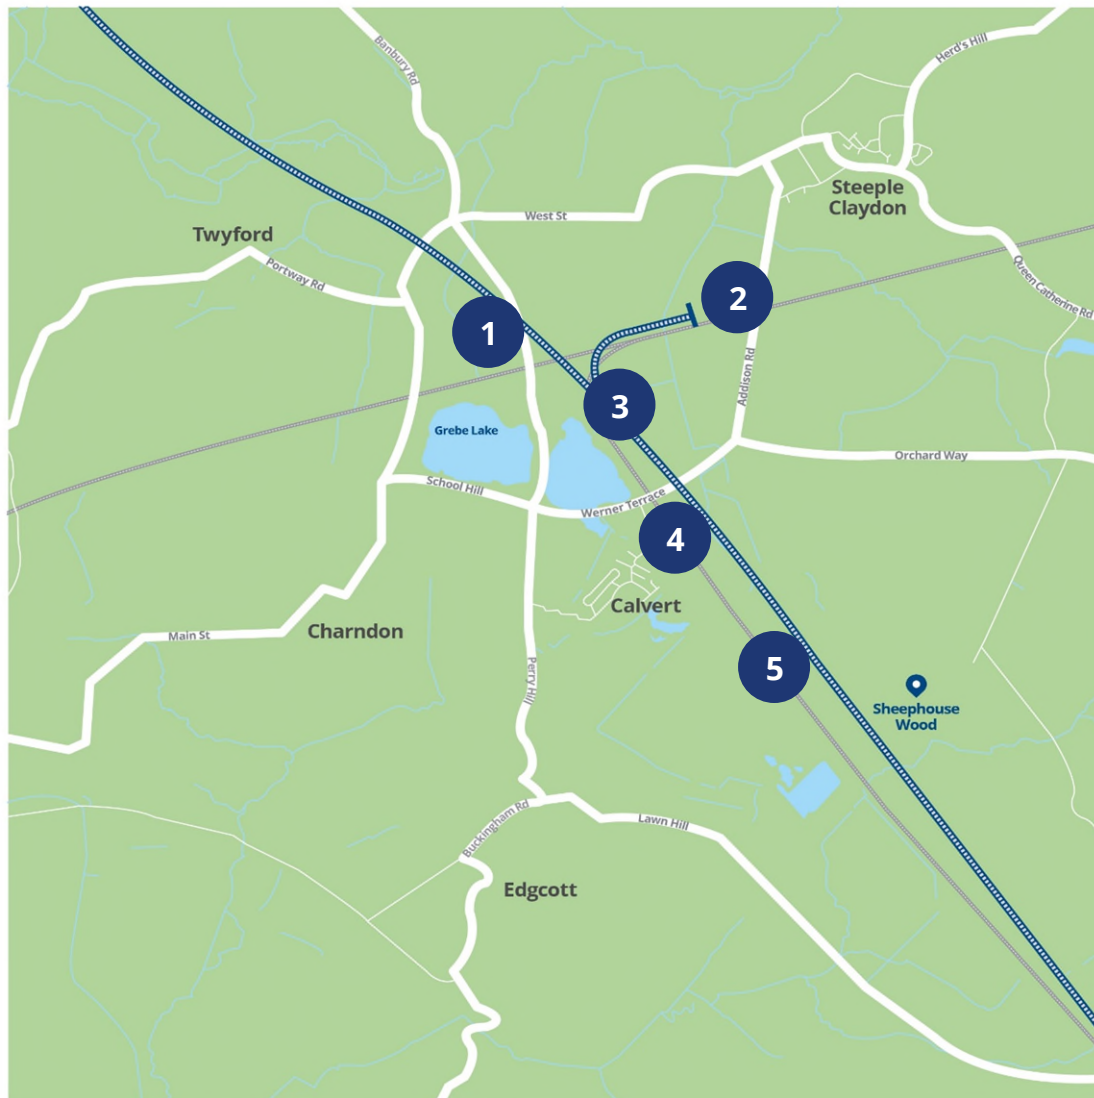 Banbury Rd
Herd's Hill
Steeple
Claydon
West St
Twyford
Portway Rd
Queen Catherine Rd
2
1
Addison Rd
3
Grebe Lake
Orchard Way
School Hill
Werner Terrace
4
Calvert
Charndon
Main St
5
Perry Hill
Sheephouse
Wood
Buckingham Rd
Lawn Hill
Edgcott